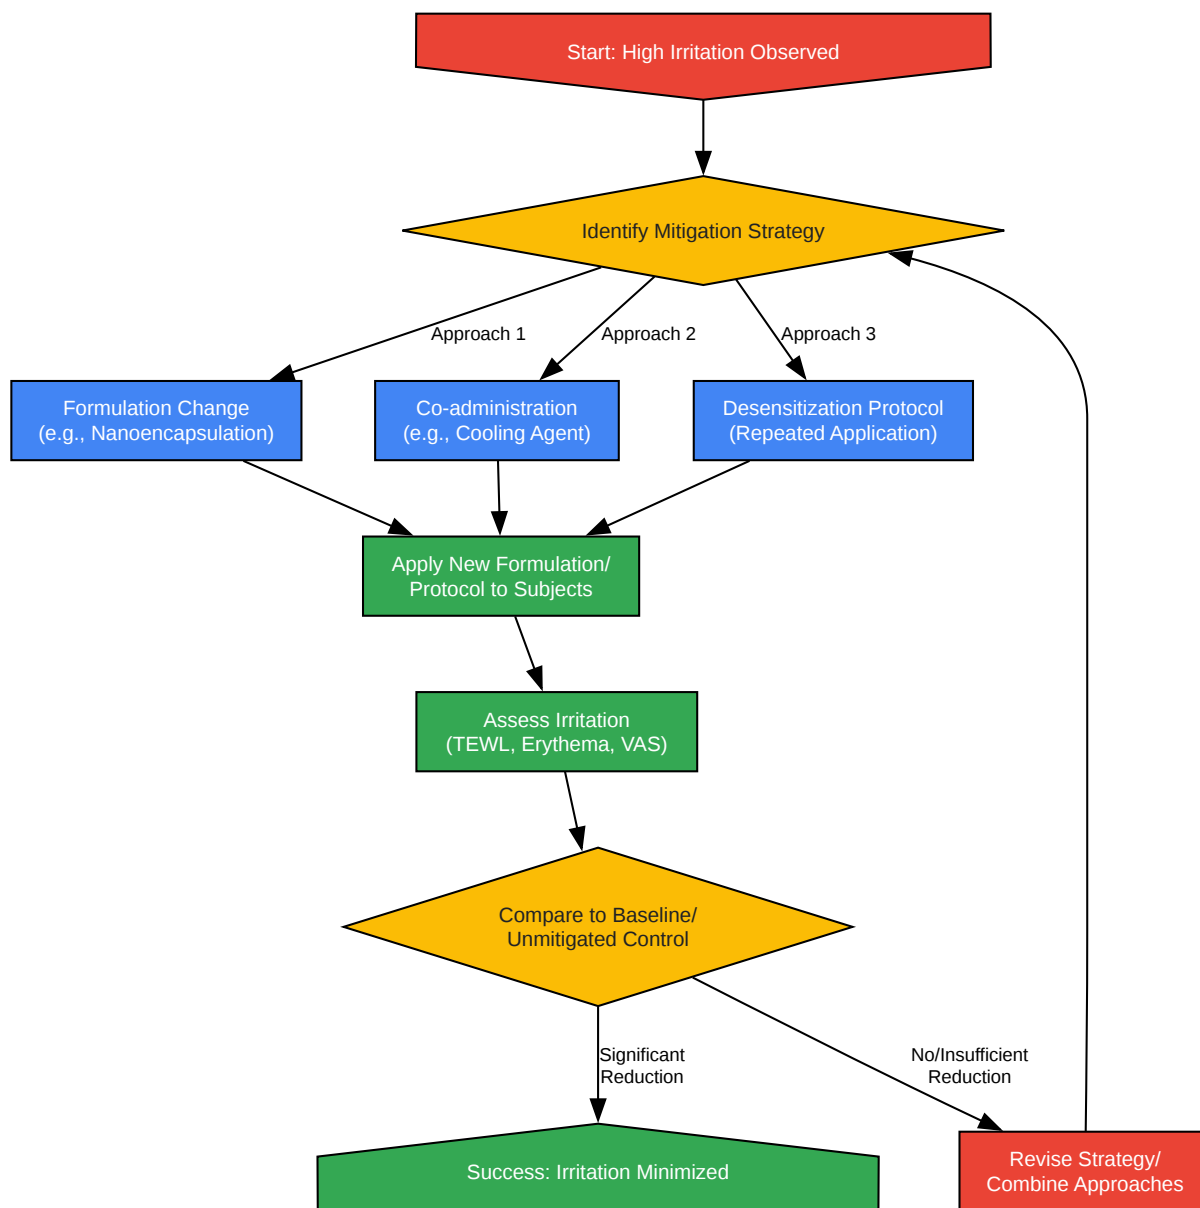 Start: High Irritation Observed
Identify Mitigation Strategy
Approach 1
Approach 2
Approach 3
Formulation Change
(e.g., Nanoencapsulation)
Co-administration
(e.g., Cooling Agent)
Desensitization Protocol
(Repeated Application)
Apply New Formulation/
Protocol to Subjects
Assess Irritation
(TEWL, Erythema, VAS)
Compare to Baseline/
Unmitigated Control
Significant
Reduction
No/Insufficient
Reduction
Success: Irritation Minimized
Revise Strategy/
Combine Approaches